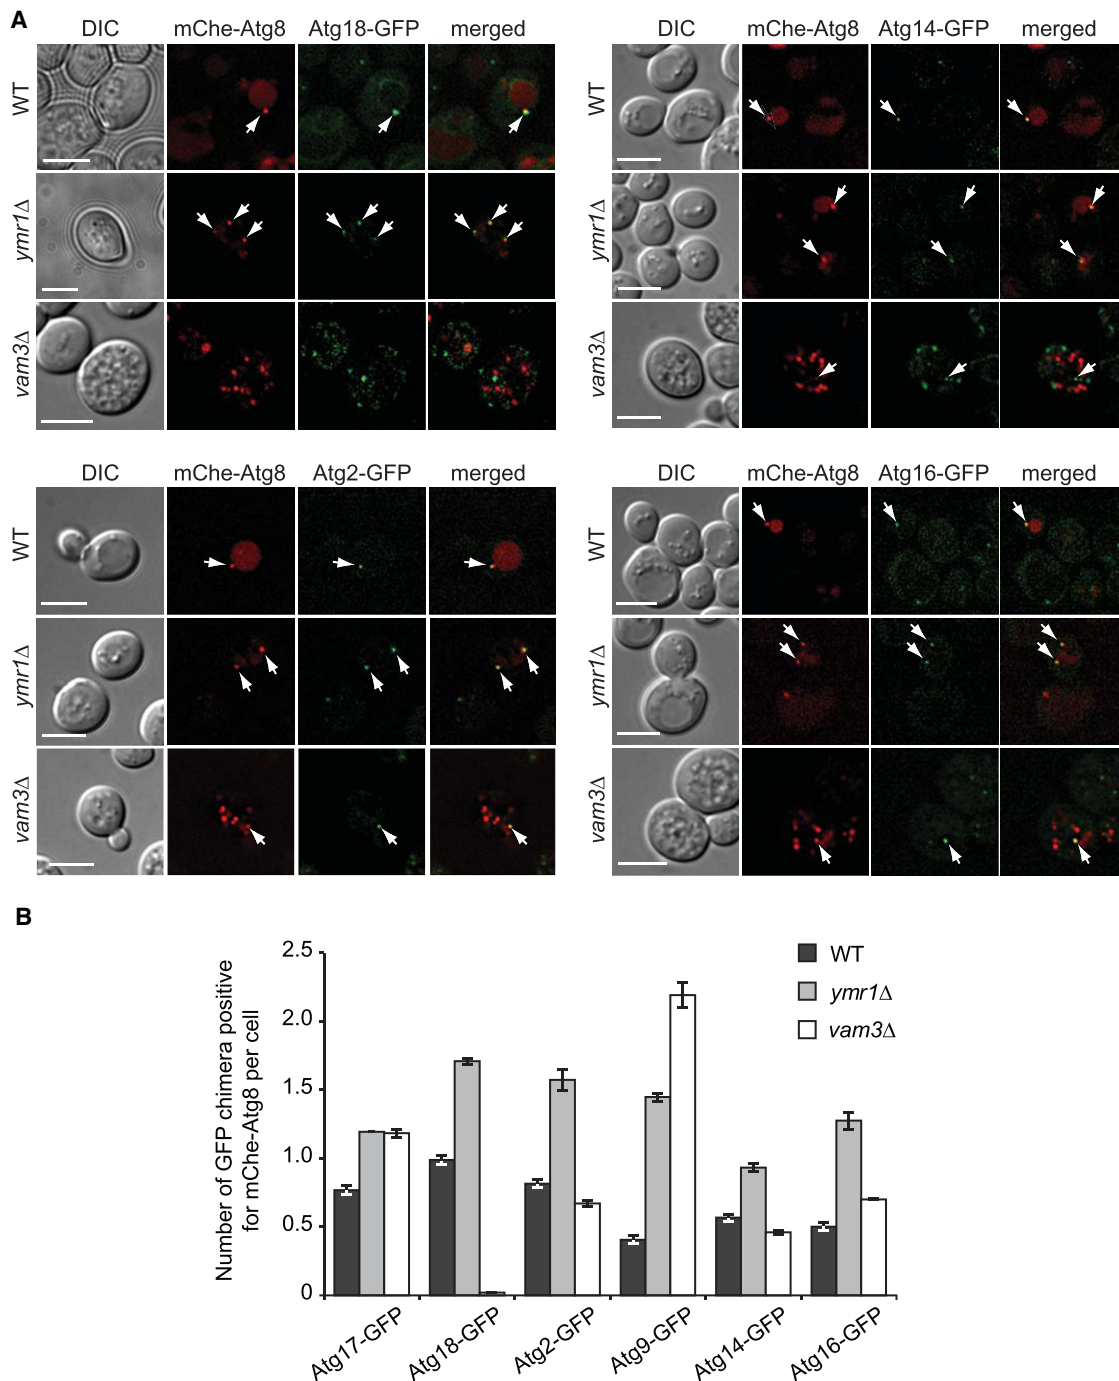 A
DIC mChe-Atg8 Atg18-GFP merged
WT
ymr1Δ
vam3Δ
DIC mChe-Atg8 Atg14-GFP merged
WT
ymr1Δ
vam3Δ
DIC mChe-Atg8 Atg2-GFP merged
WT
ymr1Δ
vam3Δ
DIC mChe-Atg8 Atg16-GFP merged
WT
ymr1Δ
vam3Δ
B
Number of GFP chimera positive
for mChe-Atg8 per cell
2.5
2.0
1.5
1.0
0.5
0
WT
ymr1Δ
vam3Δ
Atg17-GFP
Atg18-GFP
Atg2-GFP
Atg9-GFP
Atg14-GFP
Atg16-GFP